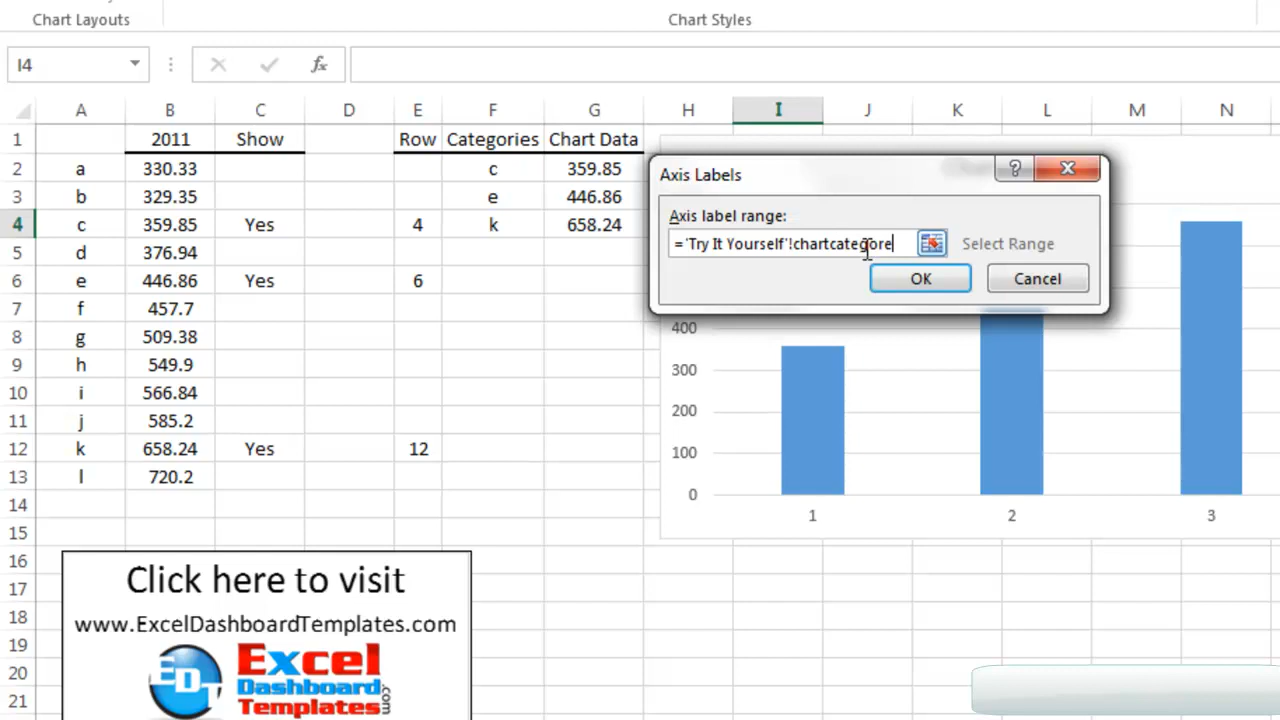 Chart Layouts Chart Styles
I4 fx
A B C D E F G H I J K L M N
1 2011 Show Row Categories Chart Data
2 a 330.33 c 359.85
3 b 329.35 e 446.86
4 c 359.85 Yes 4 k 658.24
5 d 376.94
6 e 446.86 Yes 6
7 f 457.7
8 g 509.38
9 h 549.9
10 i 566.84
11 j 585.2
12 k 658.24 Yes 12
13 l 720.2
14
15
16
17
18
19
20
21
Axis Labels ?
Axis label range:
='Try It Yourself'!chartcategore Select Range
OK Cancel
400
300
200
100
0
1 2 3
Click here to visit
www.ExcelDashboardTemplates.com
EDT
Excel
Dashboard
Templates.com